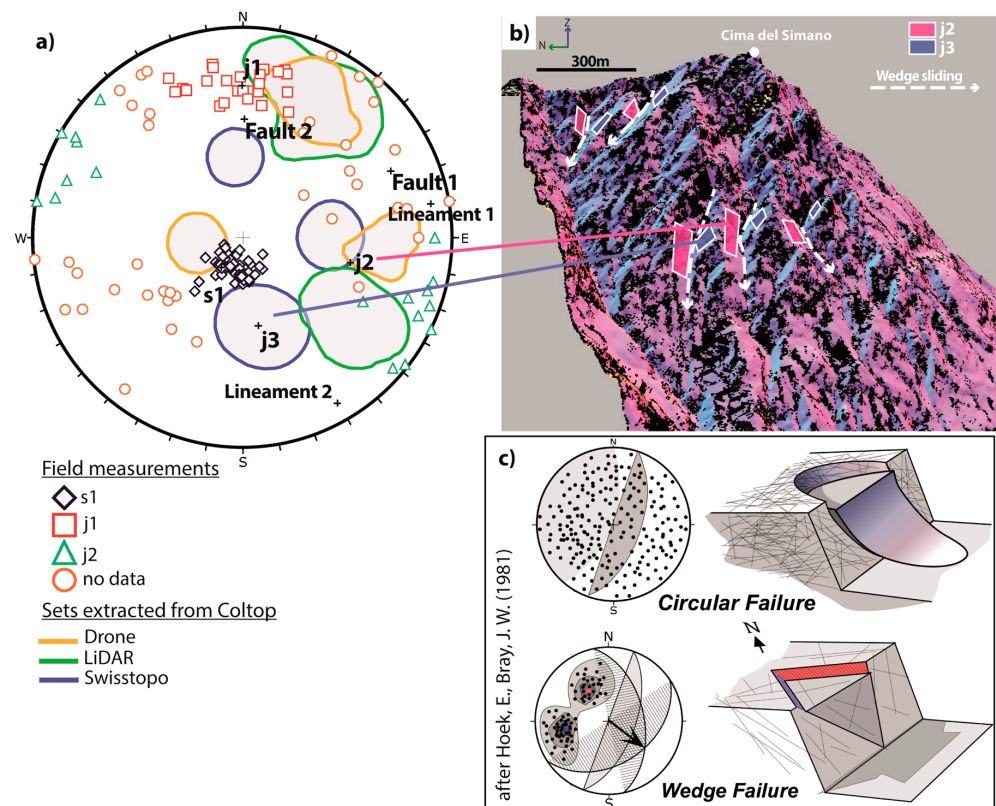 a)
N
j1
Fault 2
Fault 1
Lineament 1
W
E
j2
s1
j3
Lineament 2
S
Field measurements
s1
j1
j2
no data
Sets extracted from Coltop
Drone
LiDAR
Swisstopo
b)
Z
N
300m
Cima del Simano
j2
j3
Wedge sliding
c)
N
S
Circular Failure
N
N
S
Wedge Failure
after Hoek, E., Bray, J. W. (1981)